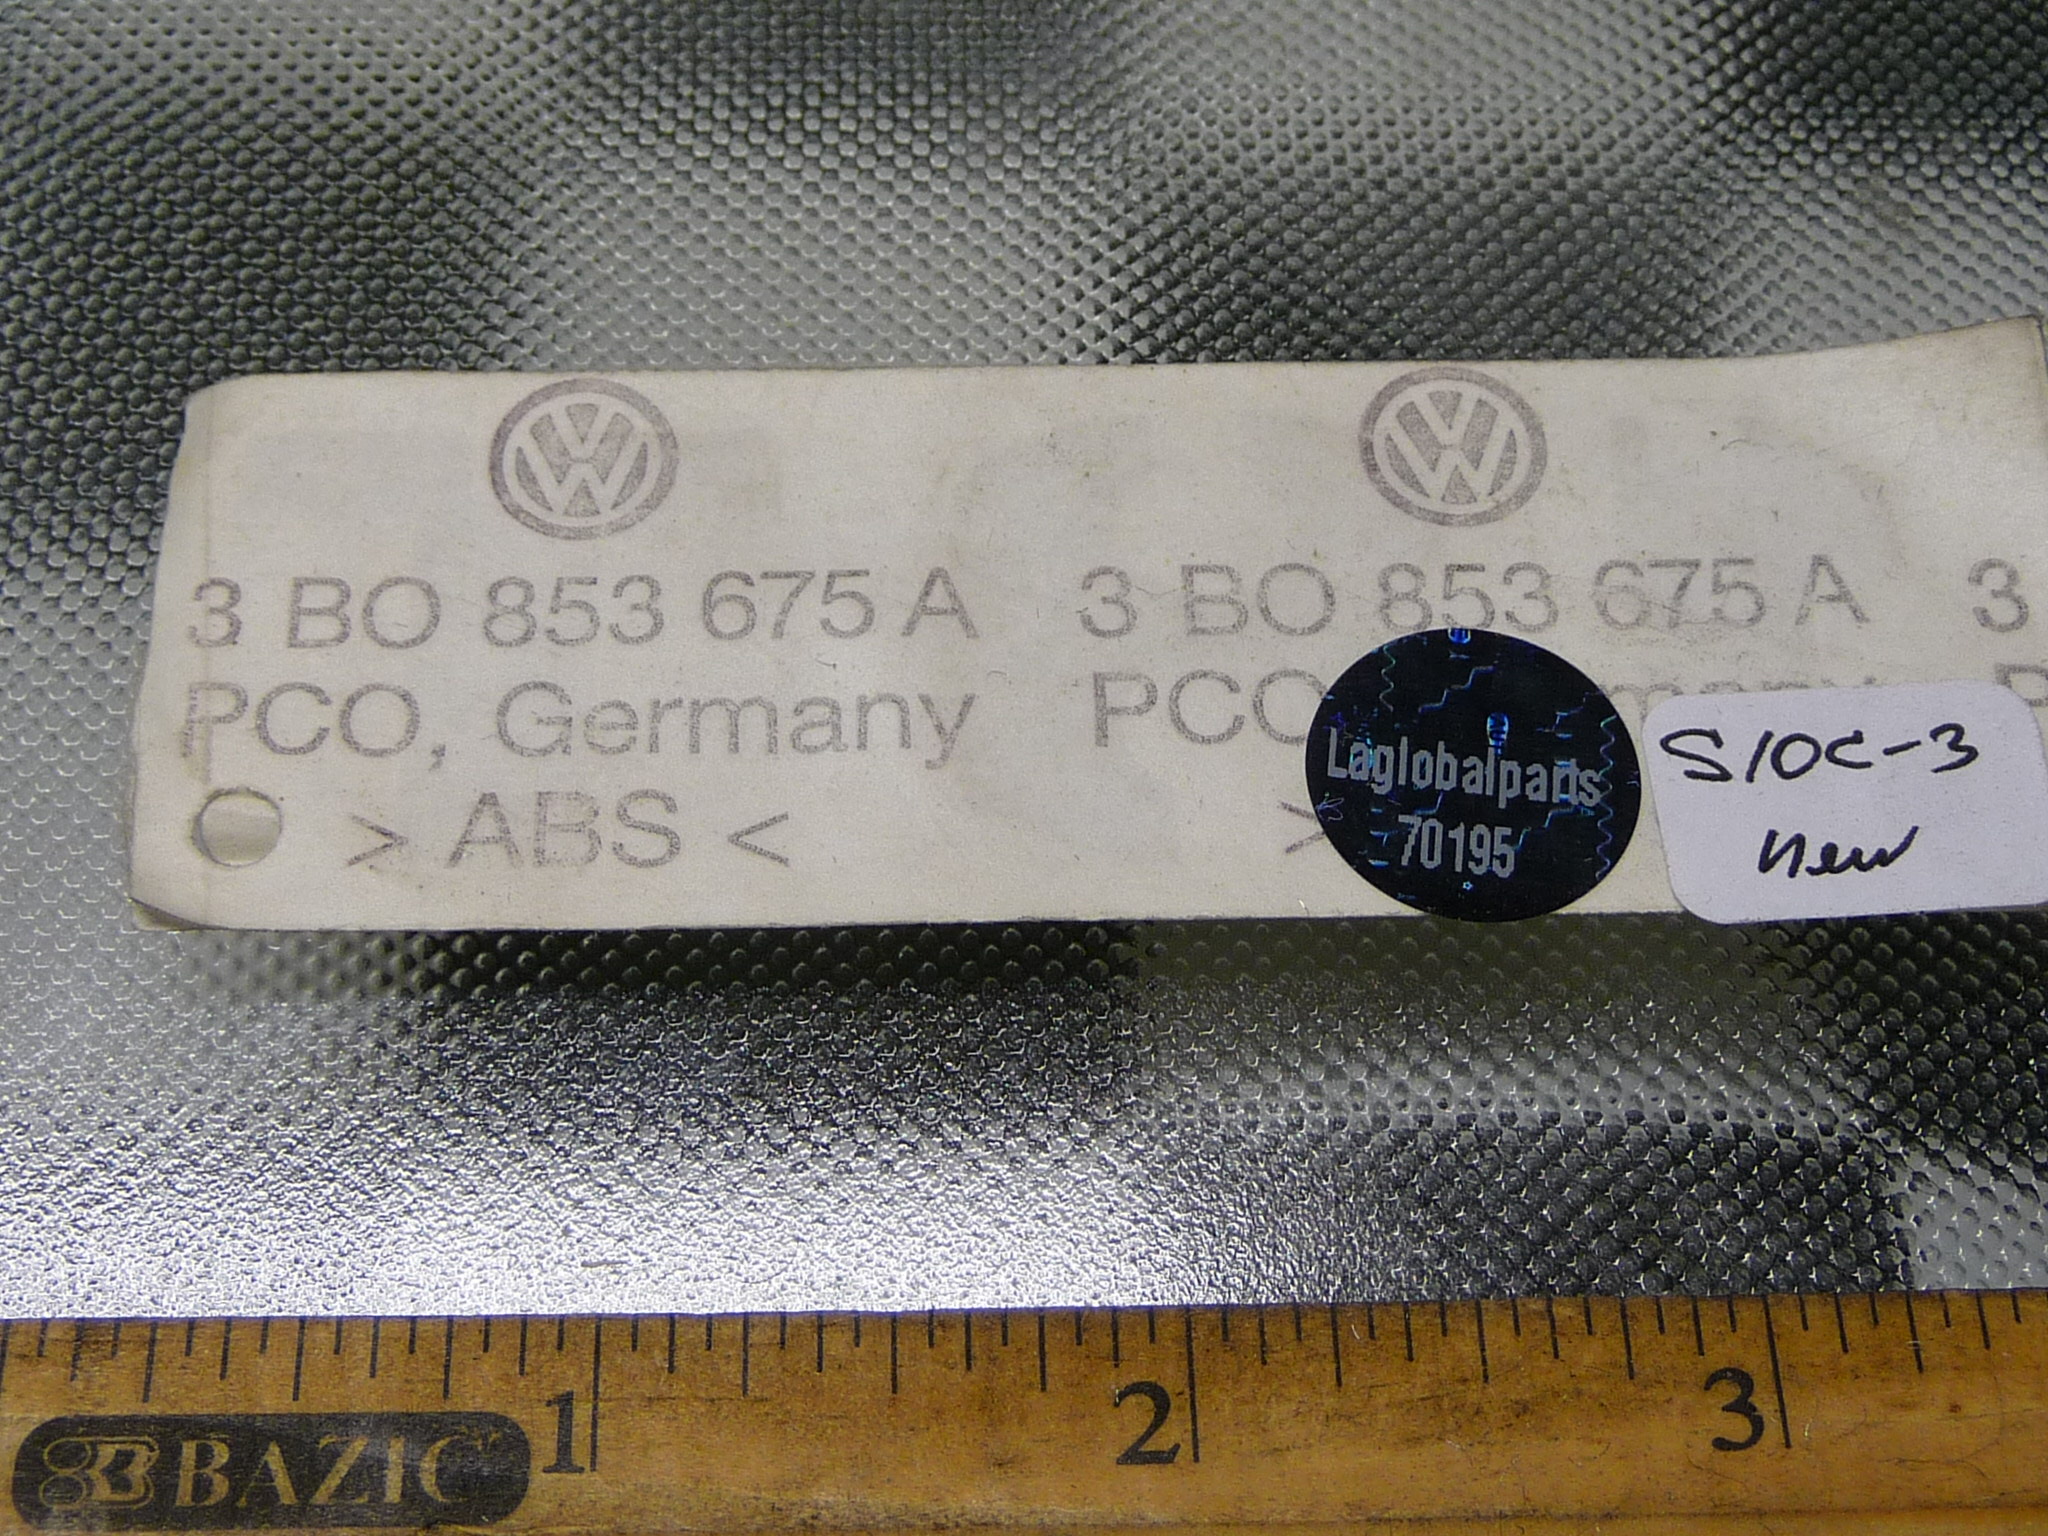 3 BO 853 675 A 3 BO 853 675 A 3
PCO, Germany PCO
> ABS < >
Laglobalparts
70195
S10C-3
New
1 2 3
BAZIC